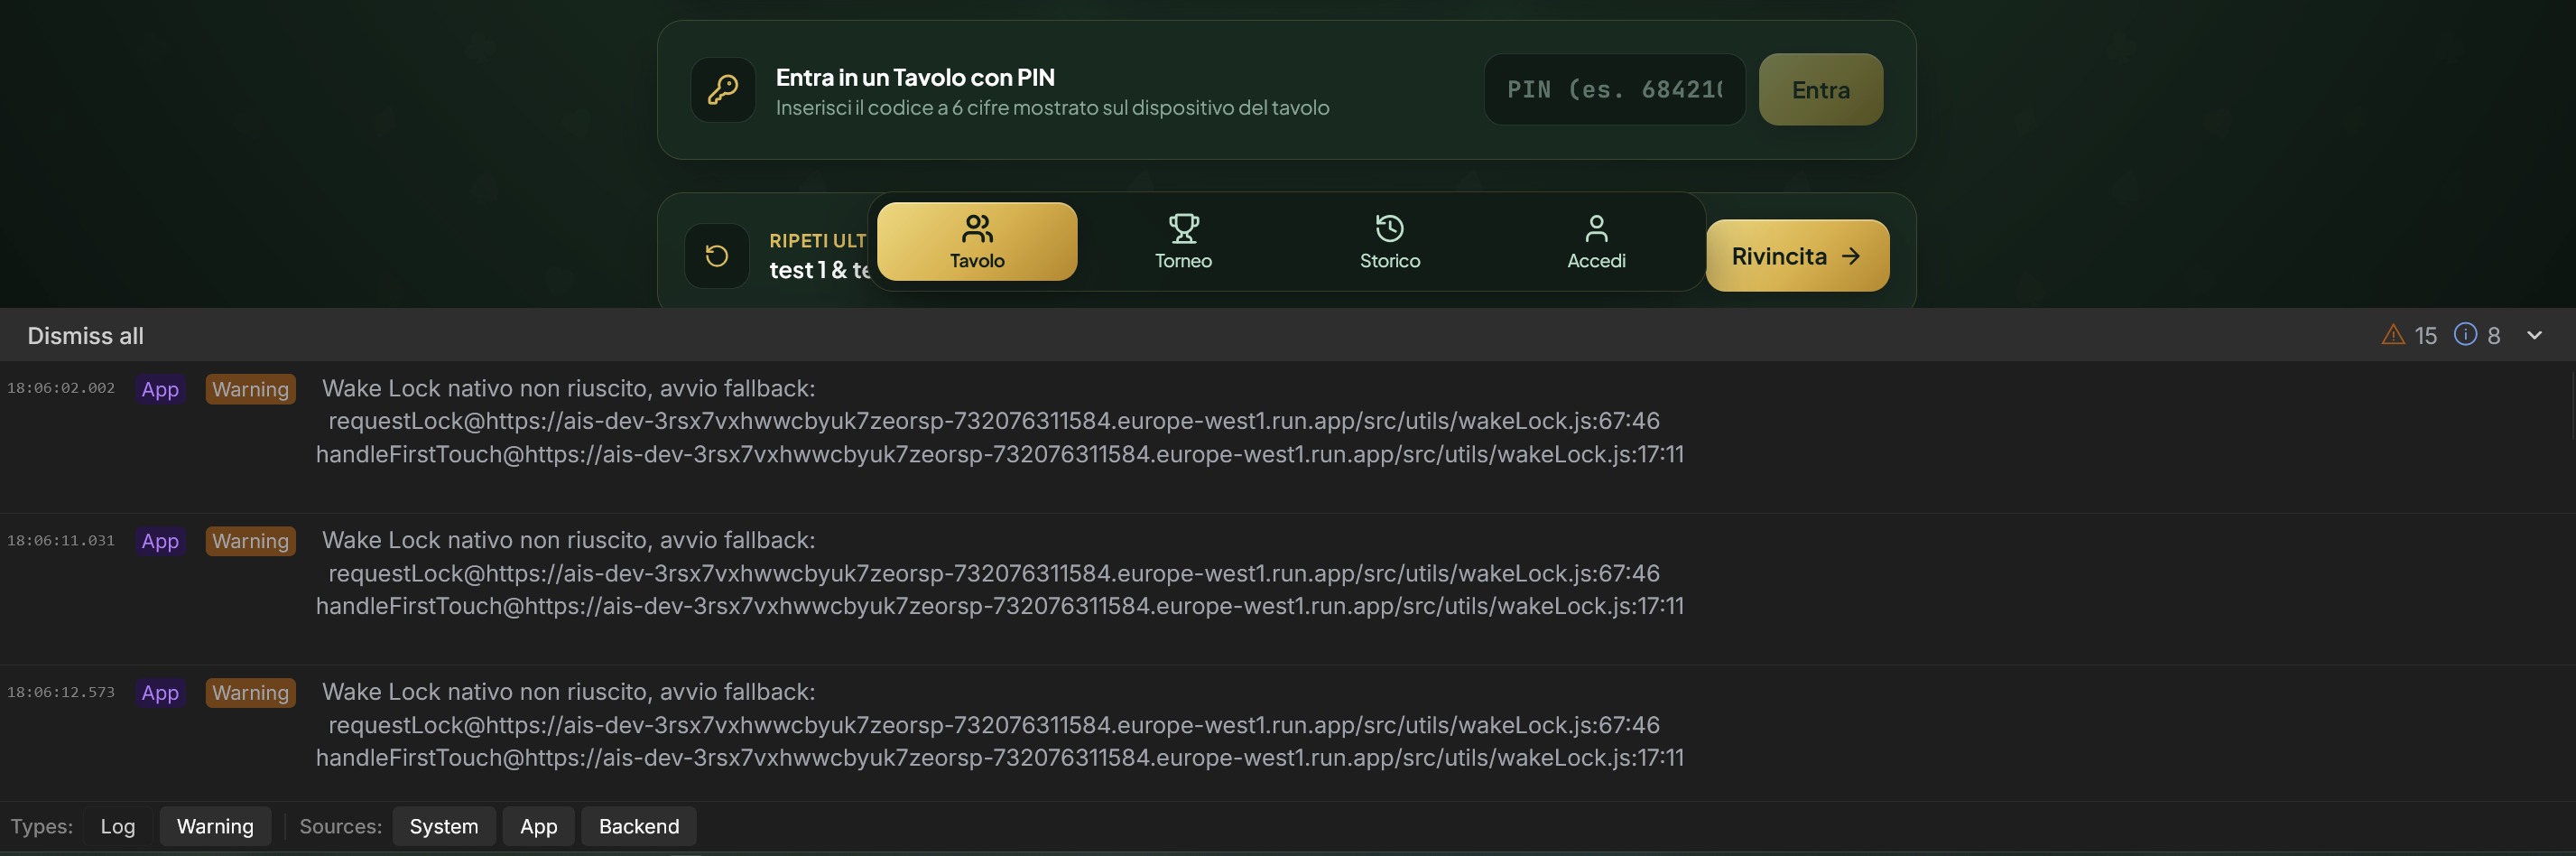 Entra in un Tavolo con PIN
Inserisci il codice a 6 cifre mostrato sul dispositivo del tavolo
PIN (es. 684210
Entra
RIPETI ULT
test 1 & te
Tavolo
Torneo
Storico
Accedi
Rivincita
Dismiss all
15
8
18:06:02.002 App Warning Wake Lock nativo non riuscito, avvio fallback:
requestLock@https://ais-dev-3rsx7vxhwwcbyuk7zeorsp-732076311584.europe-west1.run.app/src/utils/wakeLock.js:67:46
handleFirstTouch@https://ais-dev-3rsx7vxhwwcbyuk7zeorsp-732076311584.europe-west1.run.app/src/utils/wakeLock.js:17:11
18:06:11.031 App Warning Wake Lock nativo non riuscito, avvio fallback:
requestLock@https://ais-dev-3rsx7vxhwwcbyuk7zeorsp-732076311584.europe-west1.run.app/src/utils/wakeLock.js:67:46
handleFirstTouch@https://ais-dev-3rsx7vxhwwcbyuk7zeorsp-732076311584.europe-west1.run.app/src/utils/wakeLock.js:17:11
18:06:12.573 App Warning Wake Lock nativo non riuscito, avvio fallback:
requestLock@https://ais-dev-3rsx7vxhwwcbyuk7zeorsp-732076311584.europe-west1.run.app/src/utils/wakeLock.js:67:46
handleFirstTouch@https://ais-dev-3rsx7vxhwwcbyuk7zeorsp-732076311584.europe-west1.run.app/src/utils/wakeLock.js:17:11
Types: Log Warning Sources: System App Backend